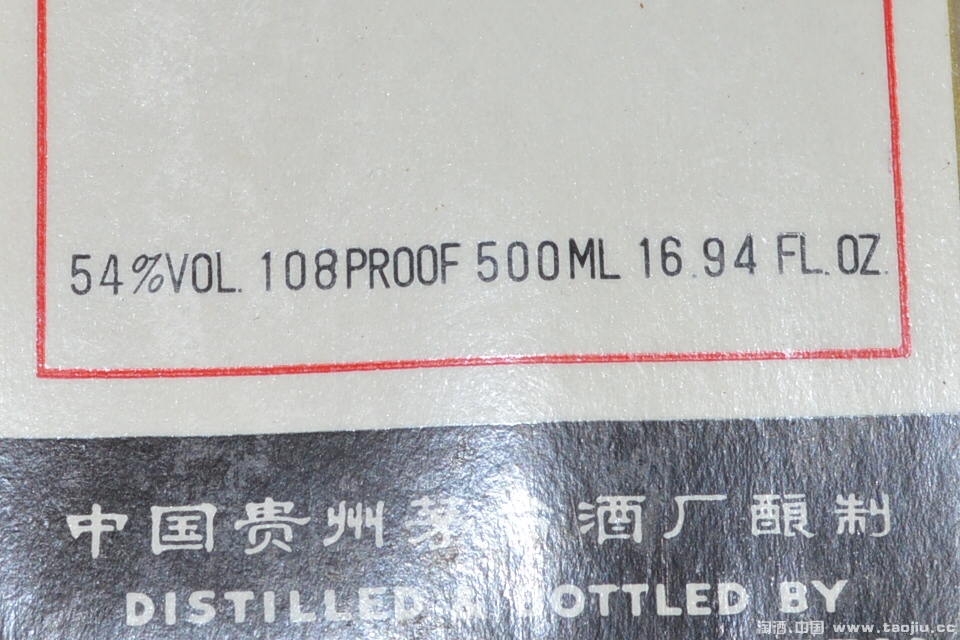 54%VOL. 108PROOF 500ML 16.94 FL.OZ.
中国贵州茅 酒厂酿制
DISTILLED & BOTTLED BY
淘酒.中国 www.taojiu.cc